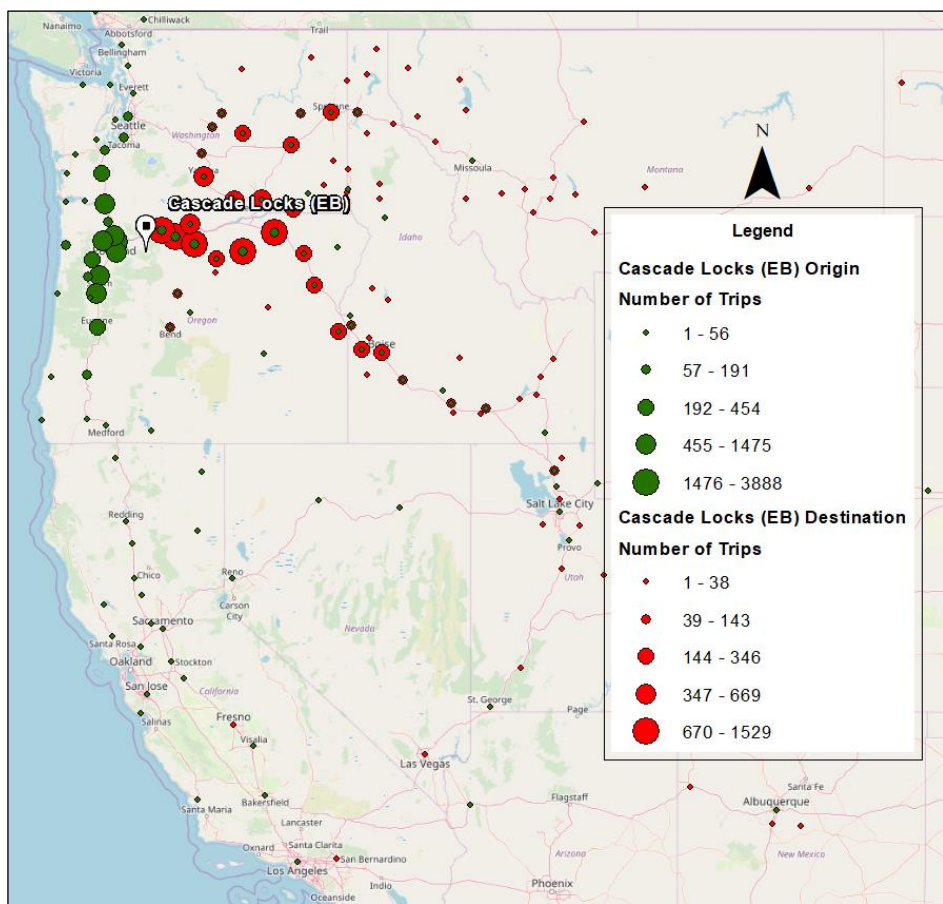 Nanaimo
Chilliwack
Abbotsford
Trail
Bellingham
Victoria
Everett
Seattle
Tacoma
Washington
Spokane
Missoula
Montana
N
Cascade Locks (EB)
Idaho
Oregon
Bend
Boise
Medford
Legend
Cascade Locks (EB) Origin
Number of Trips
1 - 56
57 - 191
192 - 454
455 - 1475
1476 - 3888
Cascade Locks (EB) Destination
Number of Trips
1 - 38
39 - 143
144 - 346
347 - 669
670 - 1529
Redding
Salt Lake City
Provo
Chico
Reno
Carson
City
Utah
Nevada
Sacramento
Santa Rosa
Oakland
Stockton
San Jose
California
Salinas
Fresno
Visalia
St. George
Page
Las Vegas
Bakersfield
Santa Maria
Lancaster
Flagstaff
Santa Fe
Albuquerque
Oxnard
Santa Clarita
San Bernardino
Los Angeles
Arizona
New Mexico
Indio
Phoenix
Oceanside